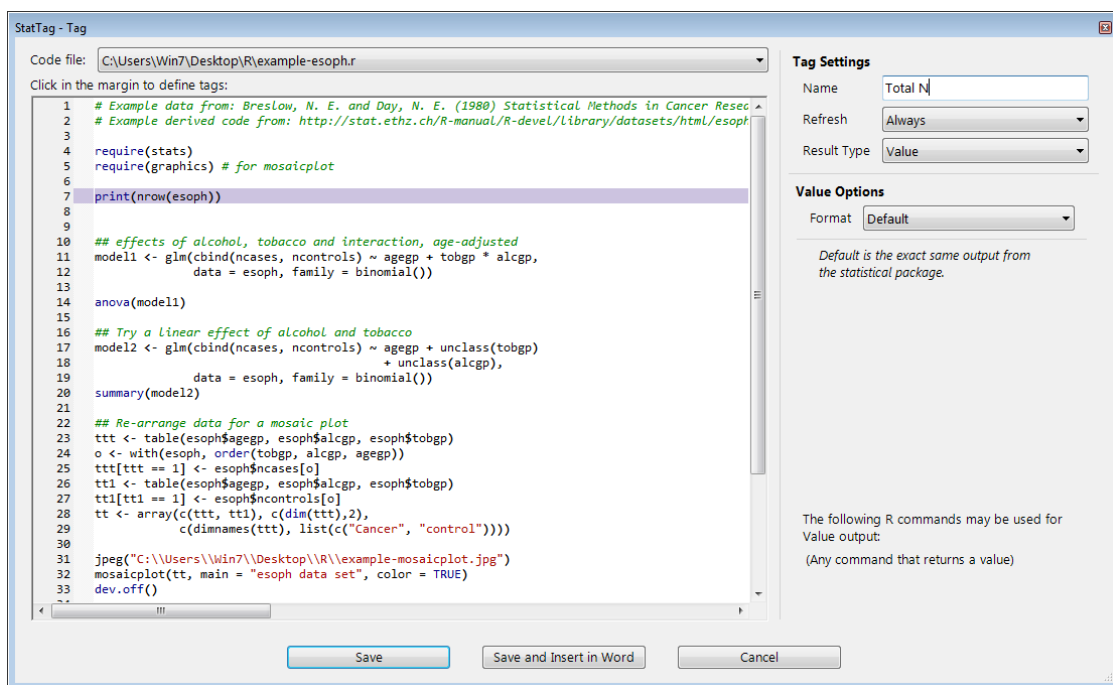 StatTag - Tag
Code file: C:\Users\Win7\Desktop\R\example-esoph.r
Click in the margin to define tags:
1 # Example data from: Breslow, N. E. and Day, N. E. (1980) Statistical Methods in Cancer Resea
2 # Example derived code from: http://stat.ethz.ch/R-manual/R-devel/library/datasets/html/esoph
3
4 require(stats)
5 require(graphics) # for mosaicplot
6
7 print(nrow(esoph))
8
9
10 ## effects of alcohol, tobacco and interaction, age-adjusted
11 model1 <- glm(cbind(ncases, ncontrols) ~ agegp + tobgp * alcgp,
12 data = esoph, family = binomial())
13
14 anova(model1)
15
16 ## Try a linear effect of alcohol and tobacco
17 model2 <- glm(cbind(ncases, ncontrols) ~ agegp + unclass(tobgp)
18 + unclass(alcgp),
19 data = esoph, family = binomial())
20 summary(model2)
21
22 ## Re-arrange data for a mosaic plot
23 ttt <- table(esoph$agegp, esoph$alcgp, esoph$tobgp)
24 o <- with(esoph, order(tobgp, alcgp, agegp))
25 ttt[ttt == 1] <- esoph$ncases[o]
26 tt1 <- table(esoph$agegp, esoph$alcgp, esoph$tobgp)
27 tt1[tt1 == 1] <- esoph$ncontrols[o]
28 tt <- array(c(ttt, tt1), c(dim(ttt),2),
29 c(dimnames(ttt), list(c("Cancer", "control"))))
30
31 jpeg("C:\\Users\\Win7\\Desktop\\R\\example-mosaicplot.jpg")
32 mosaicplot(tt, main = "esoph data set", color = TRUE)
33 dev.off()
Tag Settings
Name Total N
Refresh Always
Result Type Value
Value Options
Format Default
Default is the exact same output from
the statistical package.
The following R commands may be used for
Value output:
(Any command that returns a value)
Save
Save and Insert in Word
Cancel